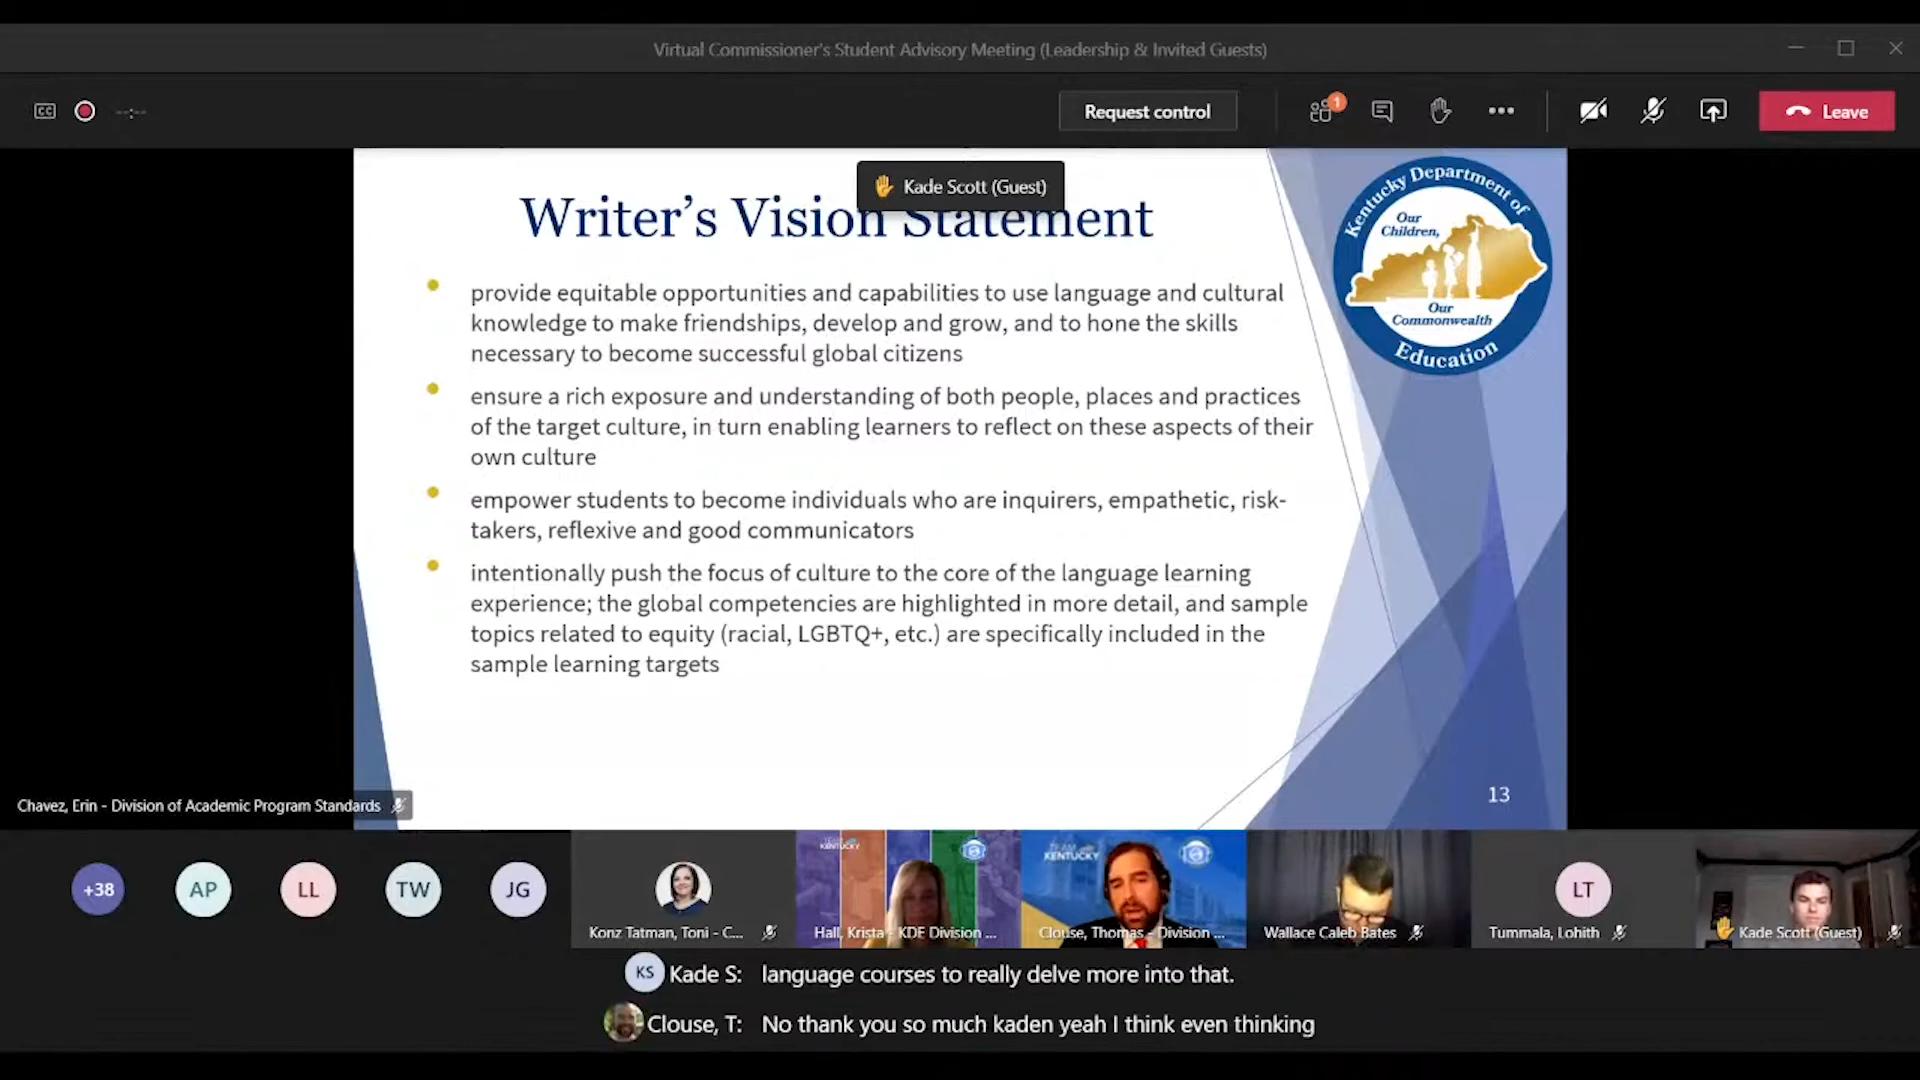 Virtual Commissioner's Student Advisory Meeting (Leadership & Invited Guests)
CC
--:--
Request control
1
Leave
Kade Scott (Guest)
Writer's Vision Statement
Kentucky Department of
Our
Children,
Our
Commonwealth
Education
provide equitable opportunities and capabilities to use language and cultural
knowledge to make friendships, develop and grow, and to hone the skills
necessary to become successful global citizens
ensure a rich exposure and understanding of both people, places and practices
of the target culture, in turn enabling learners to reflect on these aspects of their
own culture
empower students to become individuals who are inquirers, empathetic, risk-
takers, reflexive and good communicators
intentionally push the focus of culture to the core of the language learning
experience; the global competencies are highlighted in more detail, and sample
topics related to equity (racial, LGBTQ+, etc.) are specifically included in the
sample learning targets
13
Chavez, Erin - Division of Academic Program Standards
+38
AP
LL
TW
JG
Konz Tatman, Toni - C...
KENTUCKY
Hall, Krista - KDE Division ...
TEAM
KENTUCKY
Clouse, Thomas - Division ...
Wallace Caleb Bates
LT
Tummala, Lohith
Kade Scott (Guest)
KS Kade S: language courses to really delve more into that.
Clouse, T: No thank you so much kaden yeah I think even thinking